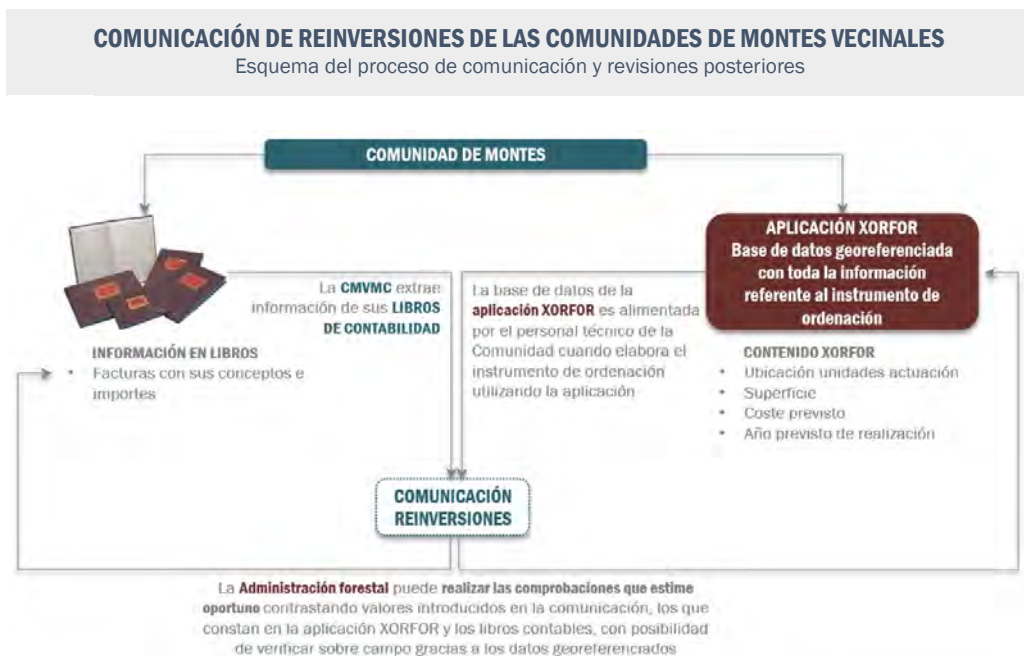 COMUNICACIÓN DE REINVERSIONES DE LAS COMUNIDADES DE MONTES VECINALES
Esquema del proceso de comunicación y revisiones posteriores
COMUNIDAD DE MONTES
APLICACIÓN XORFOR
Base de datos georeferenciada
con toda la información
referente al instrumento de
ordenación
La CMVMC extrae
información de sus LIBROS
DE CONTABILIDAD
La base de datos de la
aplicación XORFOR es alimentada
por el personal técnico de la
Comunidad cuando elabora el
instrumento de ordenación
utilizando la aplicación
INFORMACIÓN EN LIBROS
• Facturas con sus conceptos e
importes
CONTENIDO XORFOR
• Ubicación unidades actuación
• Superficie
• Coste previsto
• Año previsto de realización
COMUNICACIÓN
REINVERSIONES
La Administración forestal puede realizar las comprobaciones que estime
oportuno contrastando valores introducidos en la comunicación, los que
constan en la aplicación XORFOR y los libros contables, con posibilidad
de verificar sobre campo gracias a los datos georeferenciados